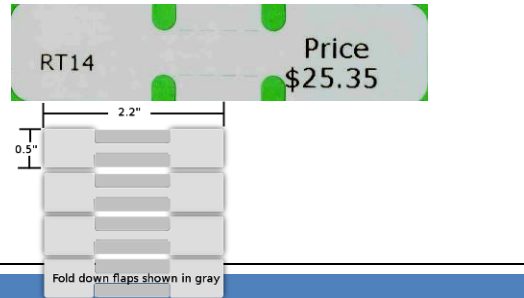 RT14
Price
$25.35
2.2"
0.5"
Fold down flaps shown in gray